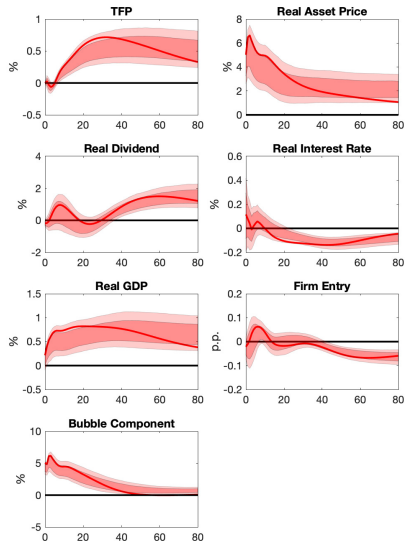 TFP
Real Asset Price
%
1
0.5
0
-0.5
0 20 40 60 80
%
8
6
4
2
0
0 20 40 60 80
Real Dividend
Real Interest Rate
%
4
2
0
-2
0 20 40 60 80
%
0.6
0.4
0.2
0
-0.2
0 20 40 60 80
Real GDP
Firm Entry
%
1.5
1
0.5
0
-0.5
0 20 40 60 80
p.p.
0.2
0.1
0
-0.1
-0.2
0 20 40 60 80
Bubble Component
%
10
5
0
-5
0 20 40 60 80